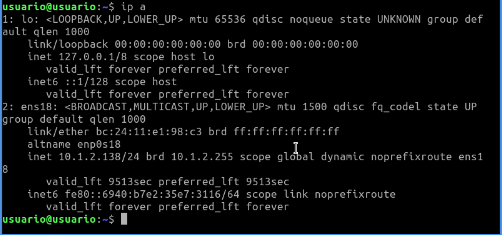 usuario@usuario:~$ ip a
1: lo: <LOOPBACK,UP,LOWER_UP> mtu 65536 qdisc noqueue state UNKNOWN group def
ault qlen 1000
    link/loopback 00:00:00:00:00:00 brd 00:00:00:00:00:00
    inet 127.0.0.1/8 scope host lo
       valid_lft forever preferred_lft forever
    inet6 ::1/128 scope host
       valid_lft forever preferred_lft forever
2: ens18: <BROADCAST,MULTICAST,UP,LOWER_UP> mtu 1500 qdisc fq_codel state UP
group default qlen 1000
    link/ether bc:24:11:e1:98:c3 brd ff:ff:ff:ff:ff:ff
    altname enp0s18
    inet 10.1.2.138/24 brd 10.1.2.255 scope global dynamic noprefixroute ens1
8
       valid_lft 9513sec preferred_lft 9513sec
    inet6 fe80::6940:b7e2:35e7:3116/64 scope link noprefixroute
       valid_lft forever preferred_lft forever
usuario@usuario:~$